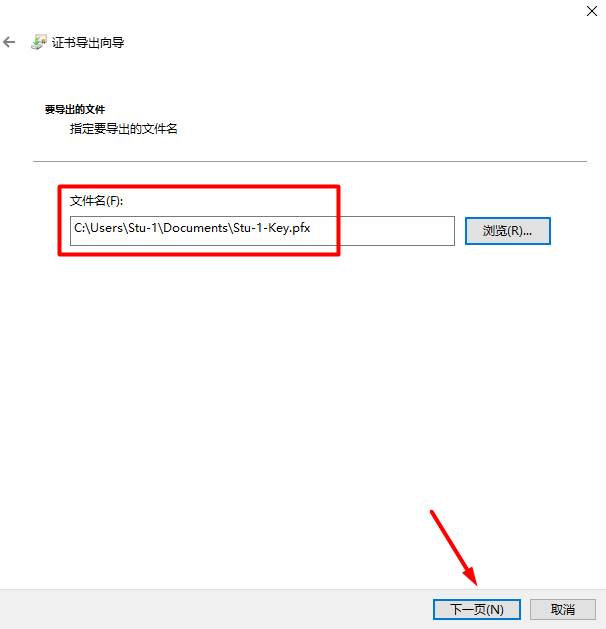 证书导出向导
要导出的文件
指定要导出的文件名
文件名(F):
C:\Users\Stu-1\Documents\Stu-1-Key.pfx
浏览(R)...
下一页(N)
取消